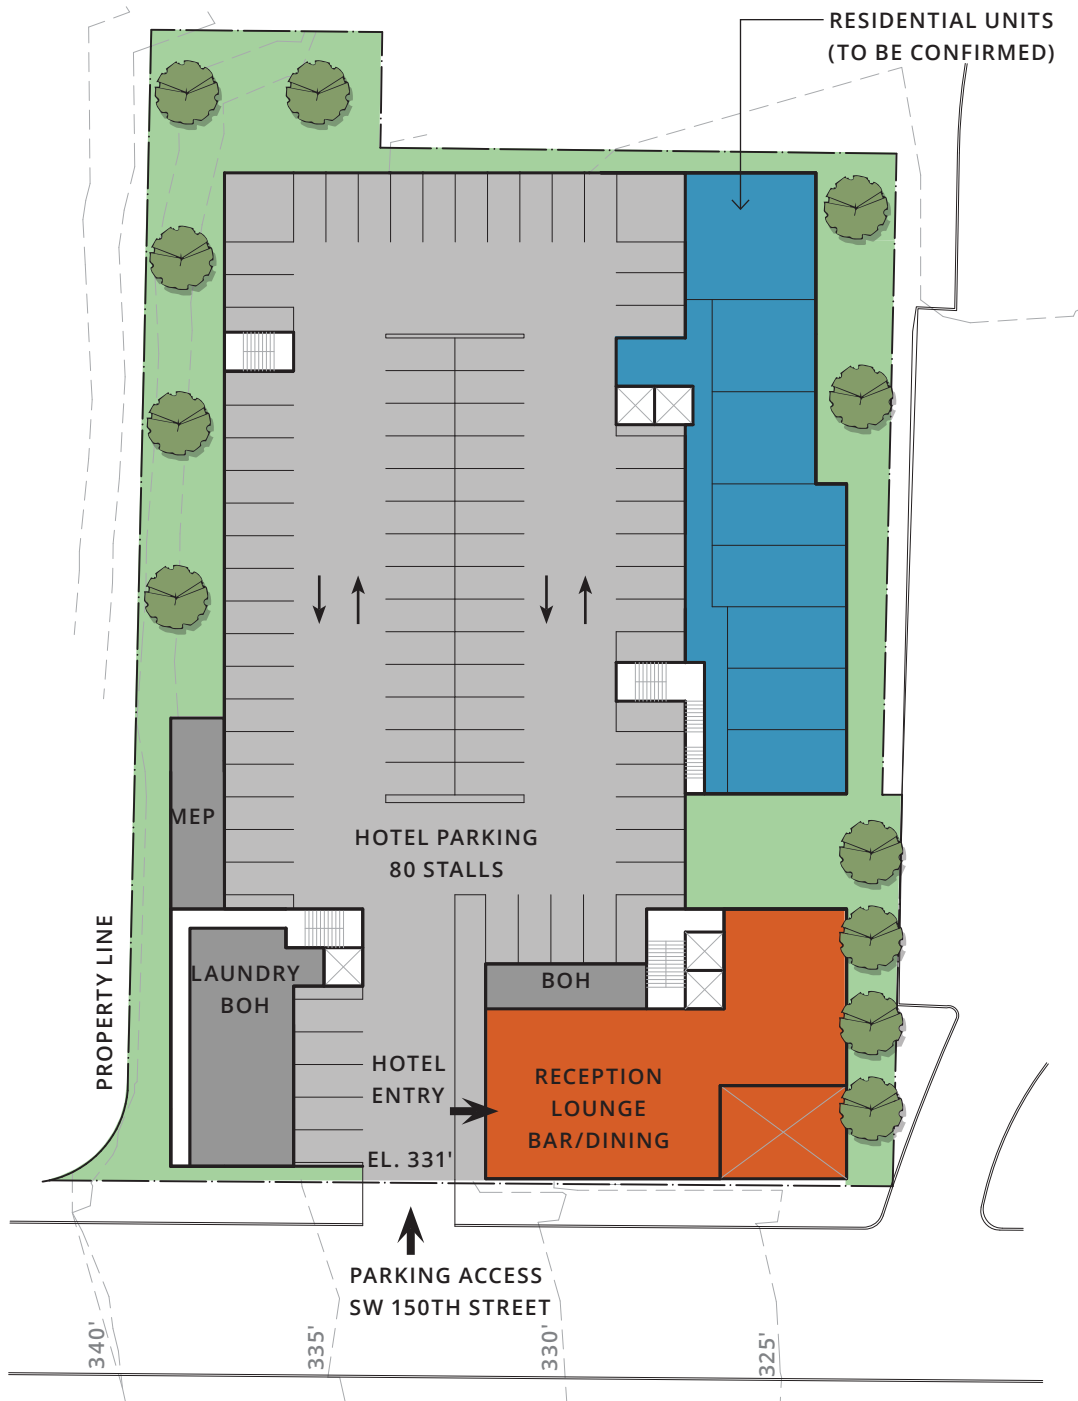 RESIDENTIAL UNITS
(TO BE CONFIRMED)
MEP
HOTEL PARKING
80 STALLS
PROPERTY LINE
LAUNDRY
BOH
BOH
HOTEL
ENTRY
RECEPTION
LOUNGE
BAR/DINING
EL. 331'
PARKING ACCESS
SW 150TH STREET
340'
335'
330'
325'